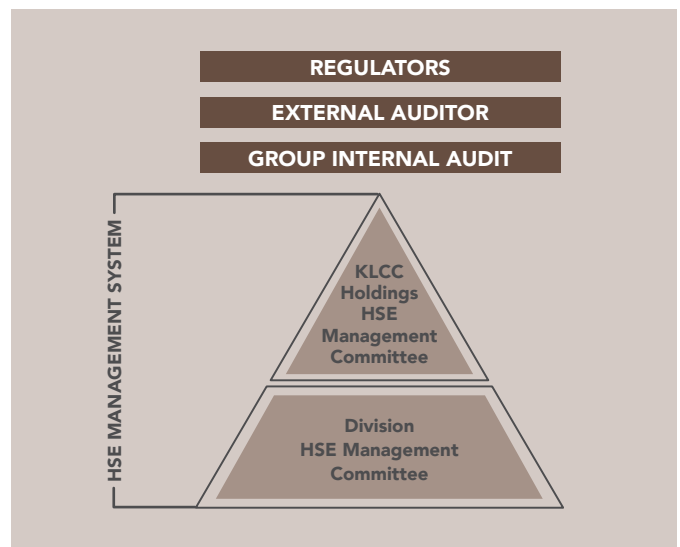 REGULATORS
EXTERNAL AUDITOR
GROUP INTERNAL AUDIT
HSE MANAGEMENT SYSTEM
KLCC
Holdings
HSE
Management
Committee
Division
HSE Management
Committee